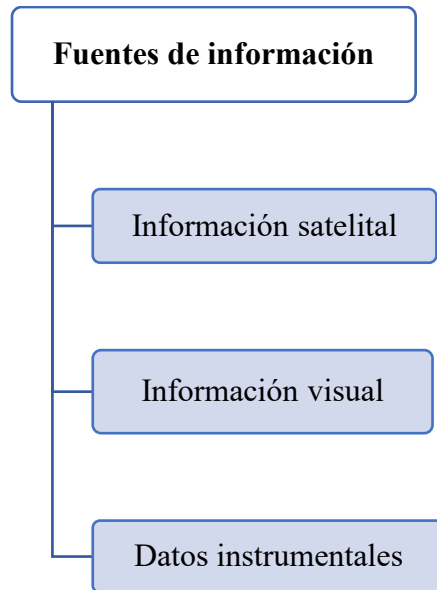 Fuentes de información
Información satelital
Información visual
Datos instrumentales